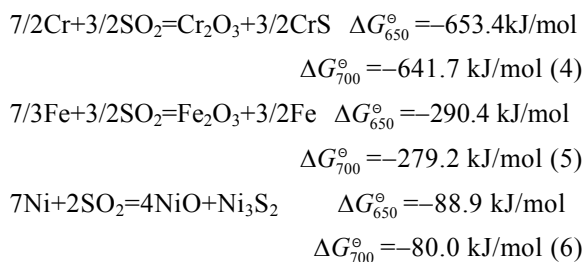 7/2Cr+3/2SO₂=Cr₂O₃+3/2CrS ΔG⊖₆₅₀=−653.4kJ/mol
ΔG⊖₇₀₀=−641.7 kJ/mol (4)
7/3Fe+3/2SO₂=Fe₂O₃+3/2Fe ΔG⊖₆₅₀=−290.4 kJ/mol
ΔG⊖₇₀₀=−279.2 kJ/mol (5)
7Ni+2SO₂=4NiO+Ni₃S₂ ΔG⊖₆₅₀=−88.9 kJ/mol
ΔG⊖₇₀₀=−80.0 kJ/mol (6)